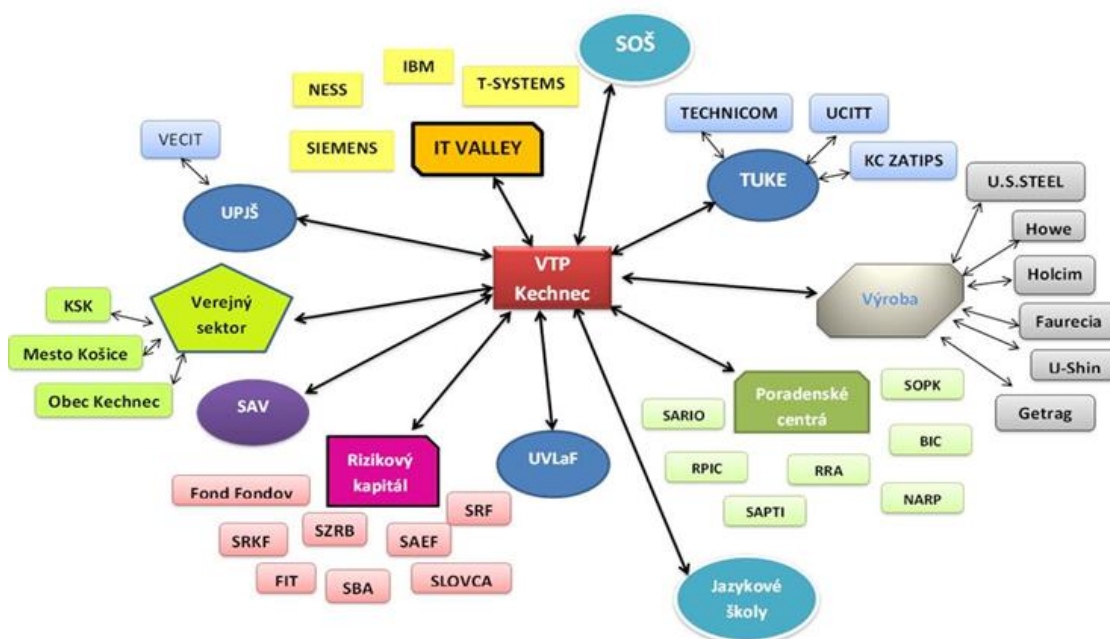 SOŠ
IBM
NESS
T-SYSTEMS
SIEMENS
IT VALLEY
TECHNICOM
UCITT
KC ZATIPS
TUKE
VECIT
UPJŠ
U.S.STEEL
Howe
Holcim
Faurecia
U-Shin
Getrag
Výroba
VTP
Kechnec
Verejný
sektor
KSK
Mesto Košice
Obec Kechnec
SAV
Rizikový
kapitál
Fond Fondov
SRF
SZRB
SRKF
SAEF
FIT
SBA
SLOVCA
UVLaF
Poradenské
centrá
SOPK
SARIO
BIC
RPIC
RRA
NARP
SAPTI
Jazykové
školy